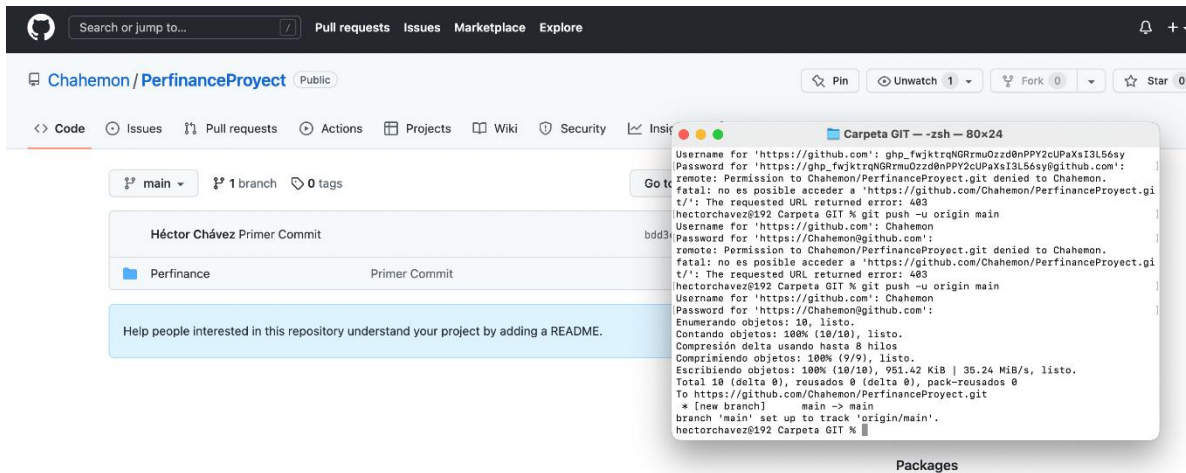 Search or jump to...
/
Pull requests Issues Marketplace Explore
Chahemon / PerfinanceProyect Public
Pin
Unwatch 1
Fork 0
Star 0
Code Issues Pull requests Actions Projects Wiki Security
main 1 branch 0 tags
Héctor Chávez Primer Commit
Perfinance Primer Commit
Help people interested in this repository understand your project by adding a README.
Carpeta GIT — -zsh — 80×24
Username for 'https://github.com':
Password for
remote: Permission to Chahemon/PerfinanceProyect.git denied to Chahemon.
fatal: no es posible acceder a 'https://github.com/Chahemon/PerfinanceProyect.gi
t/': The requested URL returned error: 403
hectorchavez@192 Carpeta GIT % git push -u origin main
Username for 'https://github.com': Chahemon
Password for 'https://Chahemon@github.com':
remote: Permission to Chahemon/PerfinanceProyect.git denied to Chahemon.
fatal: no es posible acceder a 'https://github.com/Chahemon/PerfinanceProyect.gi
t/': The requested URL returned error: 403
hectorchavez@192 Carpeta GIT % git push -u origin main
Username for 'https://github.com': Chahemon
Password for 'https://Chahemon@github.com':
Enumerando objetos: 10, listo.
Contando objetos: 100% (10/10), listo.
Compresión delta usando hasta 8 hilos
Comprimiendo objetos: 100% (9/9), listo.
Escribiendo objetos: 100% (10/10), 951.42 KiB | 35.24 MiB/s, listo.
Total 10 (delta 0), reusados 0 (delta 0), pack-reusados 0
To https://github.com/Chahemon/PerfinanceProyect.git
* [new branch] main -> main
branch 'main' set up to track 'origin/main'.
hectorchavez@192 Carpeta GIT %
Packages